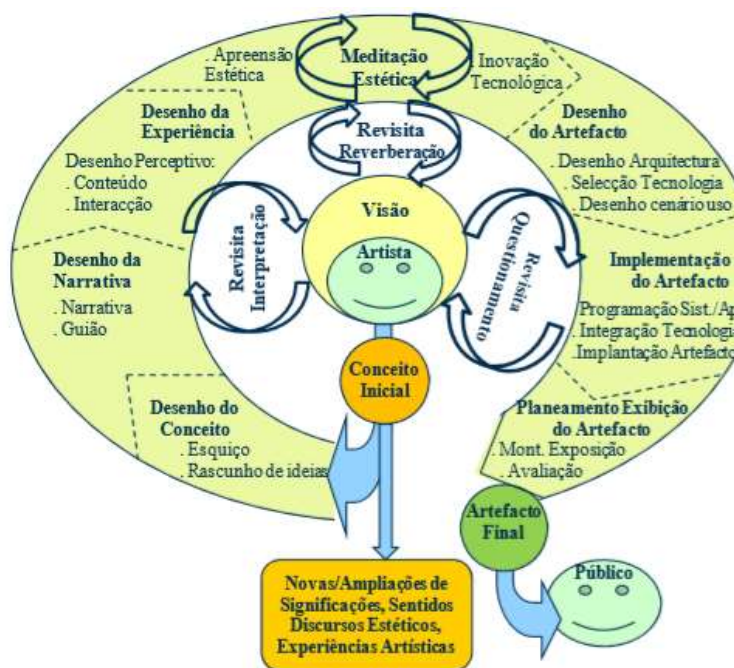 . Apreensão
Estética
Meditação
Estética
. Inovação
Tecnológica
Desenho da
Experiência
Desenho Perceptivo:
. Conteúdo
. Interacção
Revisita
Reverberação
Desenho
do Artefacto
. Desenho Arquitectura
. Selecção Tecnologia
. Desenho cenário uso
Visão
Artista
Revisita
Interpretação
Revisita
Questionamento
Desenho da
Narrativa
. Narrativa
. Guião
Implementação
do Artefacto
Programação Sist./Ap
. Integração Tecnologia
.Implantação Artefacto
Conceito
Inicial
Desenho do
Conceito
. Esquiço
. Rascunho de ideias
Planeamento Exibição
do Artefacto
. Mont. Exposição
. Avaliação
Artefacto
Final
Público
Novas/Ampliações de
Significações, Sentidos
Discursos Estéticos,
Experiências Artísticas